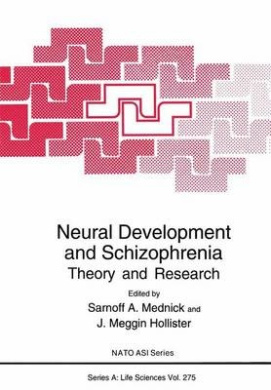 Neural Development
and Schizophrenia
Theory and Research
Edited by
Sarnoff A. Mednick and
J. Meggin Hollister
NATO ASI Series
Series A: Life Sciences Vol. 275